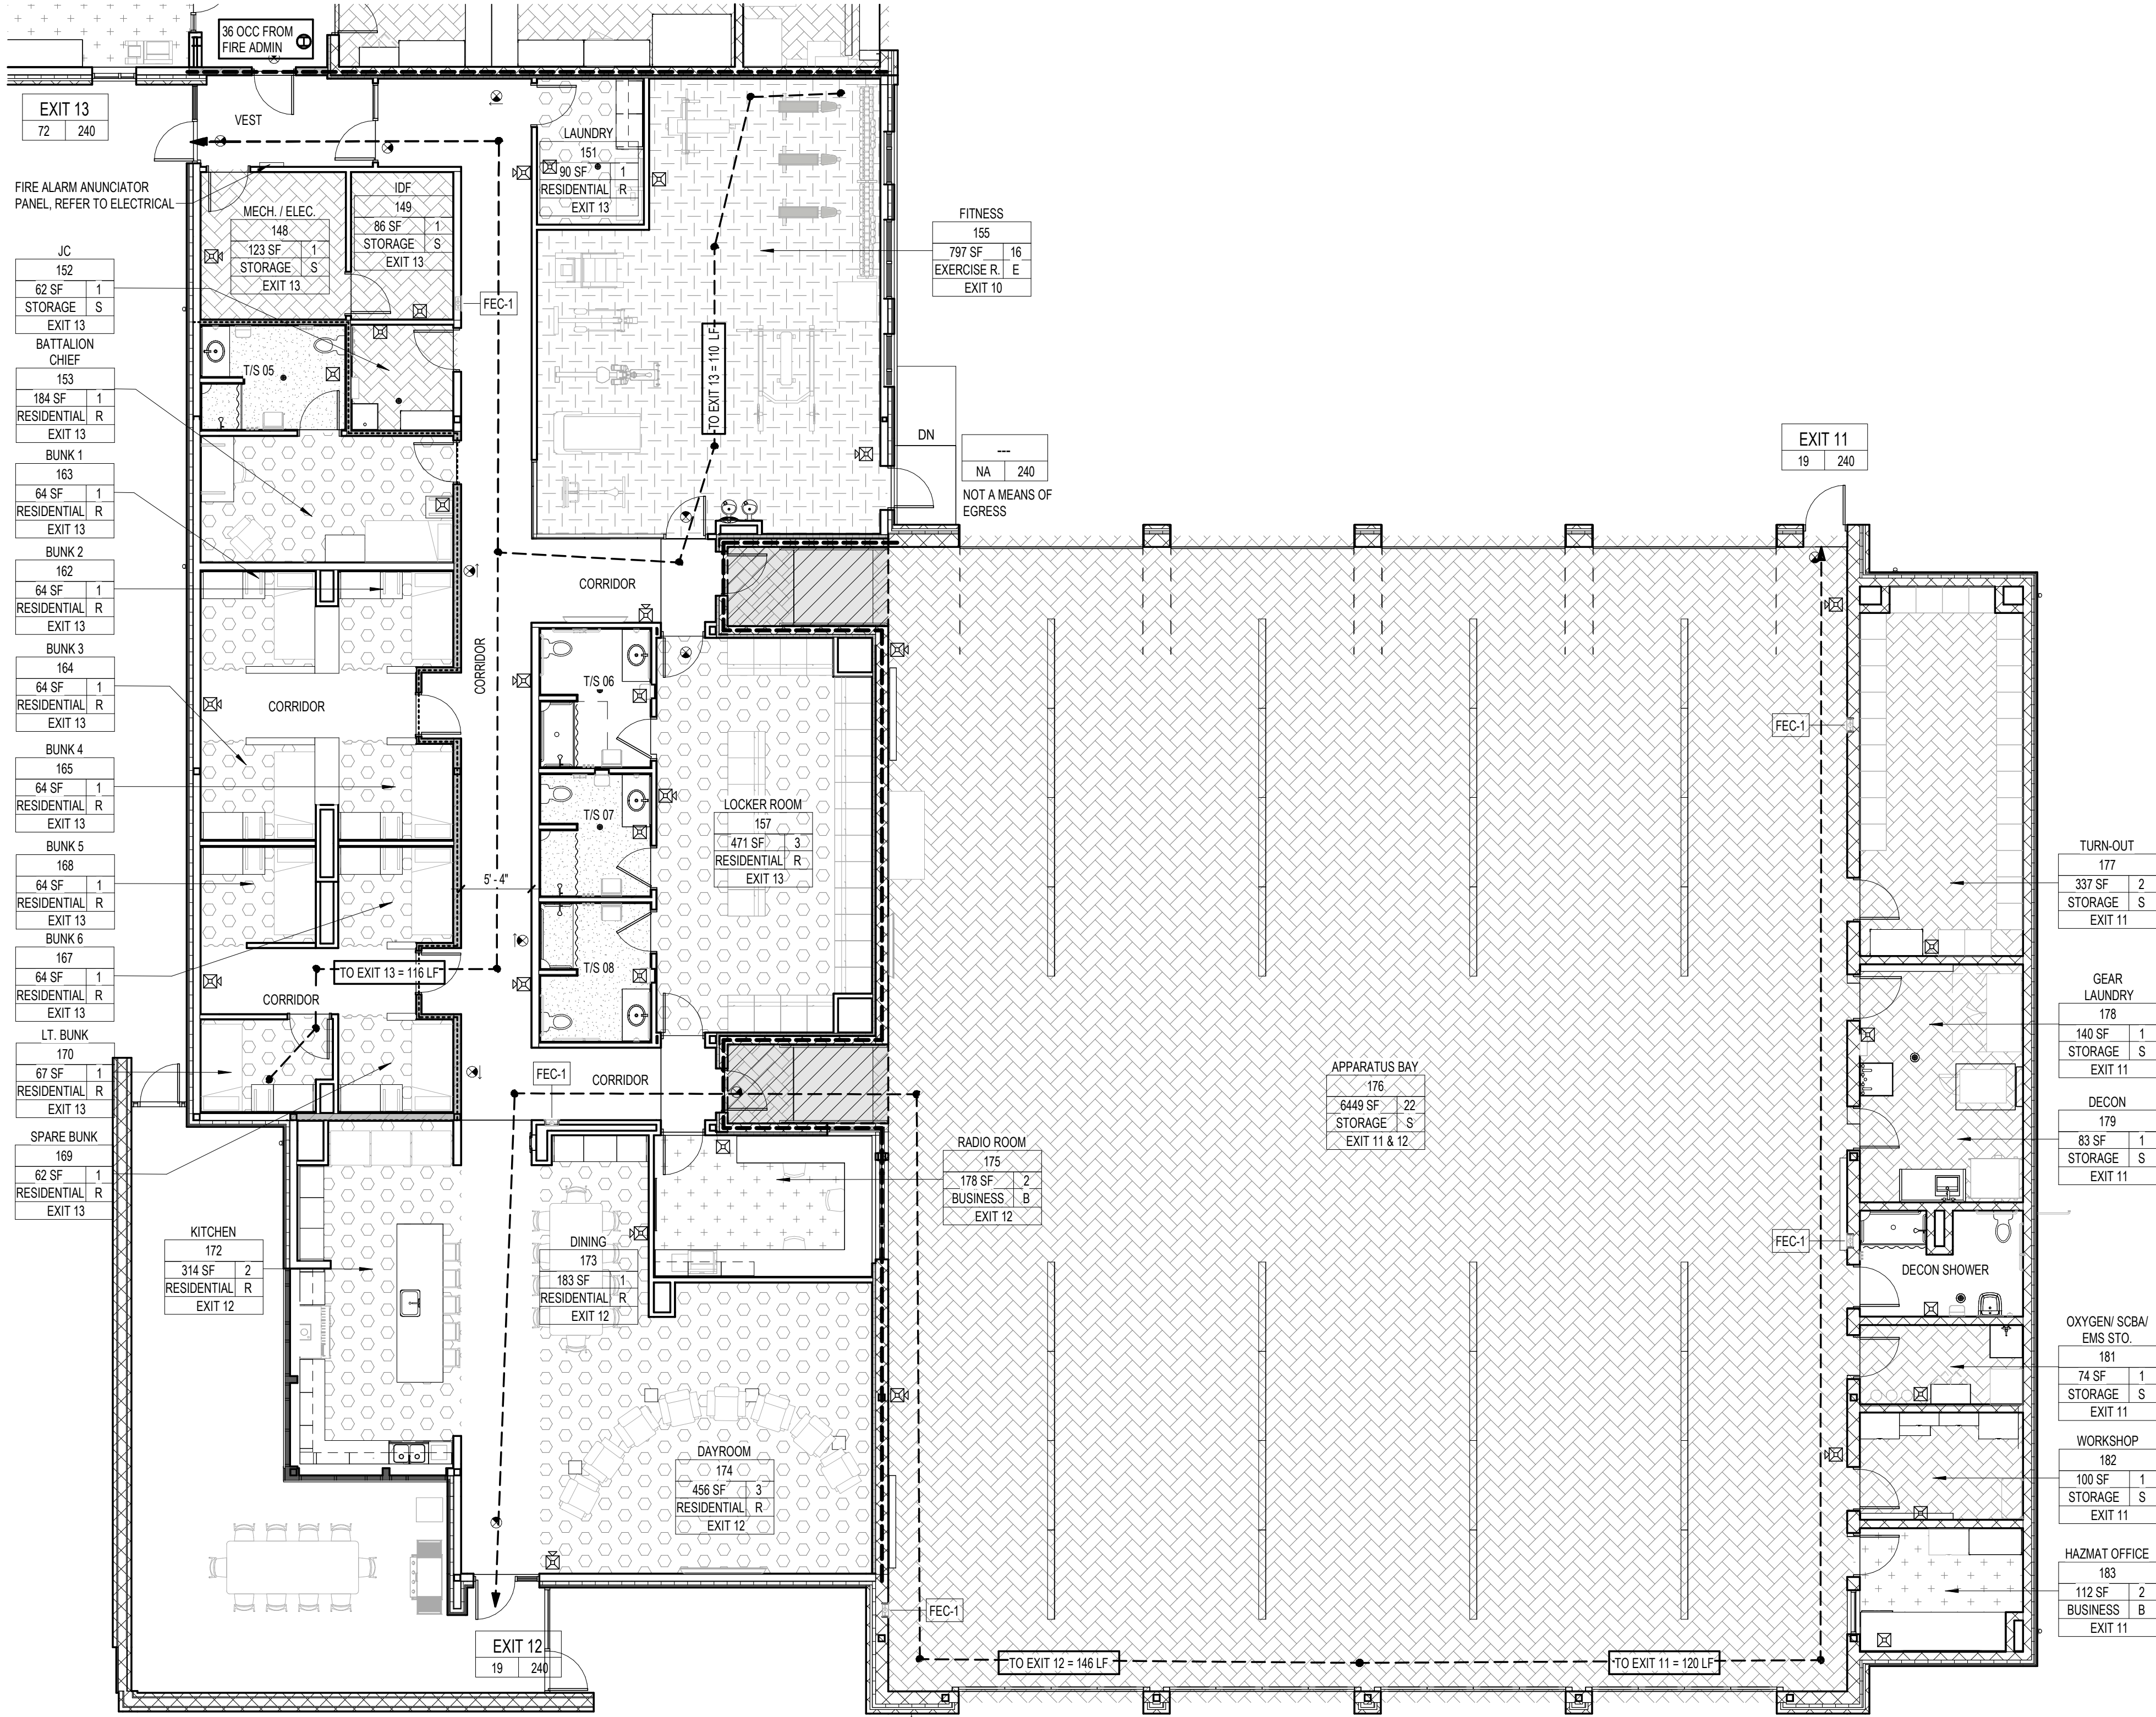 36 OCC FROM
FIRE ADMIN
EXIT 13
72 240
VEST
FIRE ALARM ANUNCIATOR
PANEL, REFER TO ELECTRICAL
LAUNDRY
151
90 SF 1
RESIDENTIAL R
EXIT 13
MECH. / ELEC.
148
123 SF 1
STORAGE S
EXIT 13
IDF
149
86 SF 1
STORAGE S
EXIT 13
FEC-1
FITNESS
155
797 SF 16
EXERCISE R. E
EXIT 10
TO EXIT 13 = 110 LF
JC
152
62 SF 1
STORAGE S
EXIT 13
BATTALION
CHIEF
153
184 SF 1
RESIDENTIAL R
EXIT 13
T/S 05
BUNK 1
163
64 SF 1
RESIDENTIAL R
EXIT 13
BUNK 2
162
64 SF 1
RESIDENTIAL R
EXIT 13
BUNK 3
164
64 SF 1
RESIDENTIAL R
EXIT 13
BUNK 4
165
64 SF 1
RESIDENTIAL R
EXIT 13
BUNK 5
168
64 SF 1
RESIDENTIAL R
EXIT 13
BUNK 6
167
64 SF 1
RESIDENTIAL R
EXIT 13
LT. BUNK
170
67 SF 1
RESIDENTIAL R
EXIT 13
SPARE BUNK
169
62 SF 1
RESIDENTIAL R
EXIT 13
DN
---
NA 240
NOT A MEANS OF
EGRESS
EXIT 11
19 240
CORRIDOR
CORRIDOR
CORRIDOR
T/S 06
T/S 07
T/S 08
5' - 4"
LOCKER ROOM
157
471 SF 3
RESIDENTIAL R
EXIT 13
TO EXIT 13 = 116 LF
CORRIDOR
FEC-1
CORRIDOR
FEC-1
TURN-OUT
177
337 SF 2
STORAGE S
EXIT 11
GEAR
LAUNDRY
178
140 SF 1
STORAGE S
EXIT 11
APPARATUS BAY
176
6449 SF 22
STORAGE S
EXIT 11 & 12
DECON
179
83 SF 1
STORAGE S
EXIT 11
RADIO ROOM
175
178 SF 2
BUSINESS B
EXIT 12
KITCHEN
172
314 SF 2
RESIDENTIAL R
EXIT 12
DINING
173
183 SF 1
RESIDENTIAL R
EXIT 12
FEC-1
DECON SHOWER
OXYGEN/ SCBA/
EMS STO.
181
74 SF 1
STORAGE S
EXIT 11
DAYROOM
174
456 SF 3
RESIDENTIAL R
EXIT 12
WORKSHOP
182
100 SF 1
STORAGE S
EXIT 11
HAZMAT OFFICE
183
112 SF 2
BUSINESS B
EXIT 11
FEC-1
EXIT 12
19 240
TO EXIT 12 = 146 LF
TO EXIT 11 = 120 LF